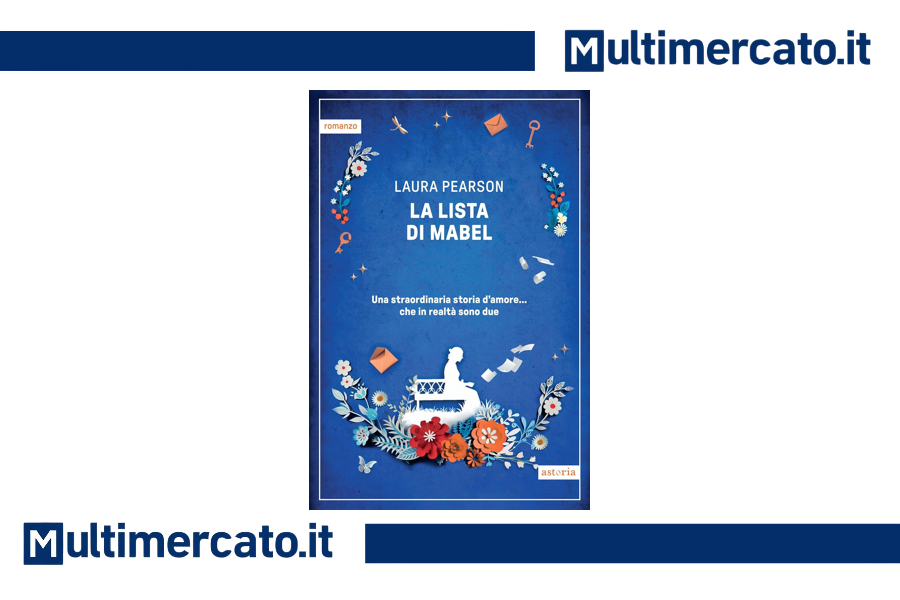 Multimercato.it
romanzo
LAURA PEARSON
LA LISTA
DI MABEL
Una straordinaria storia d'amore...
che in realtà sono due
astoria
Multimercato.it